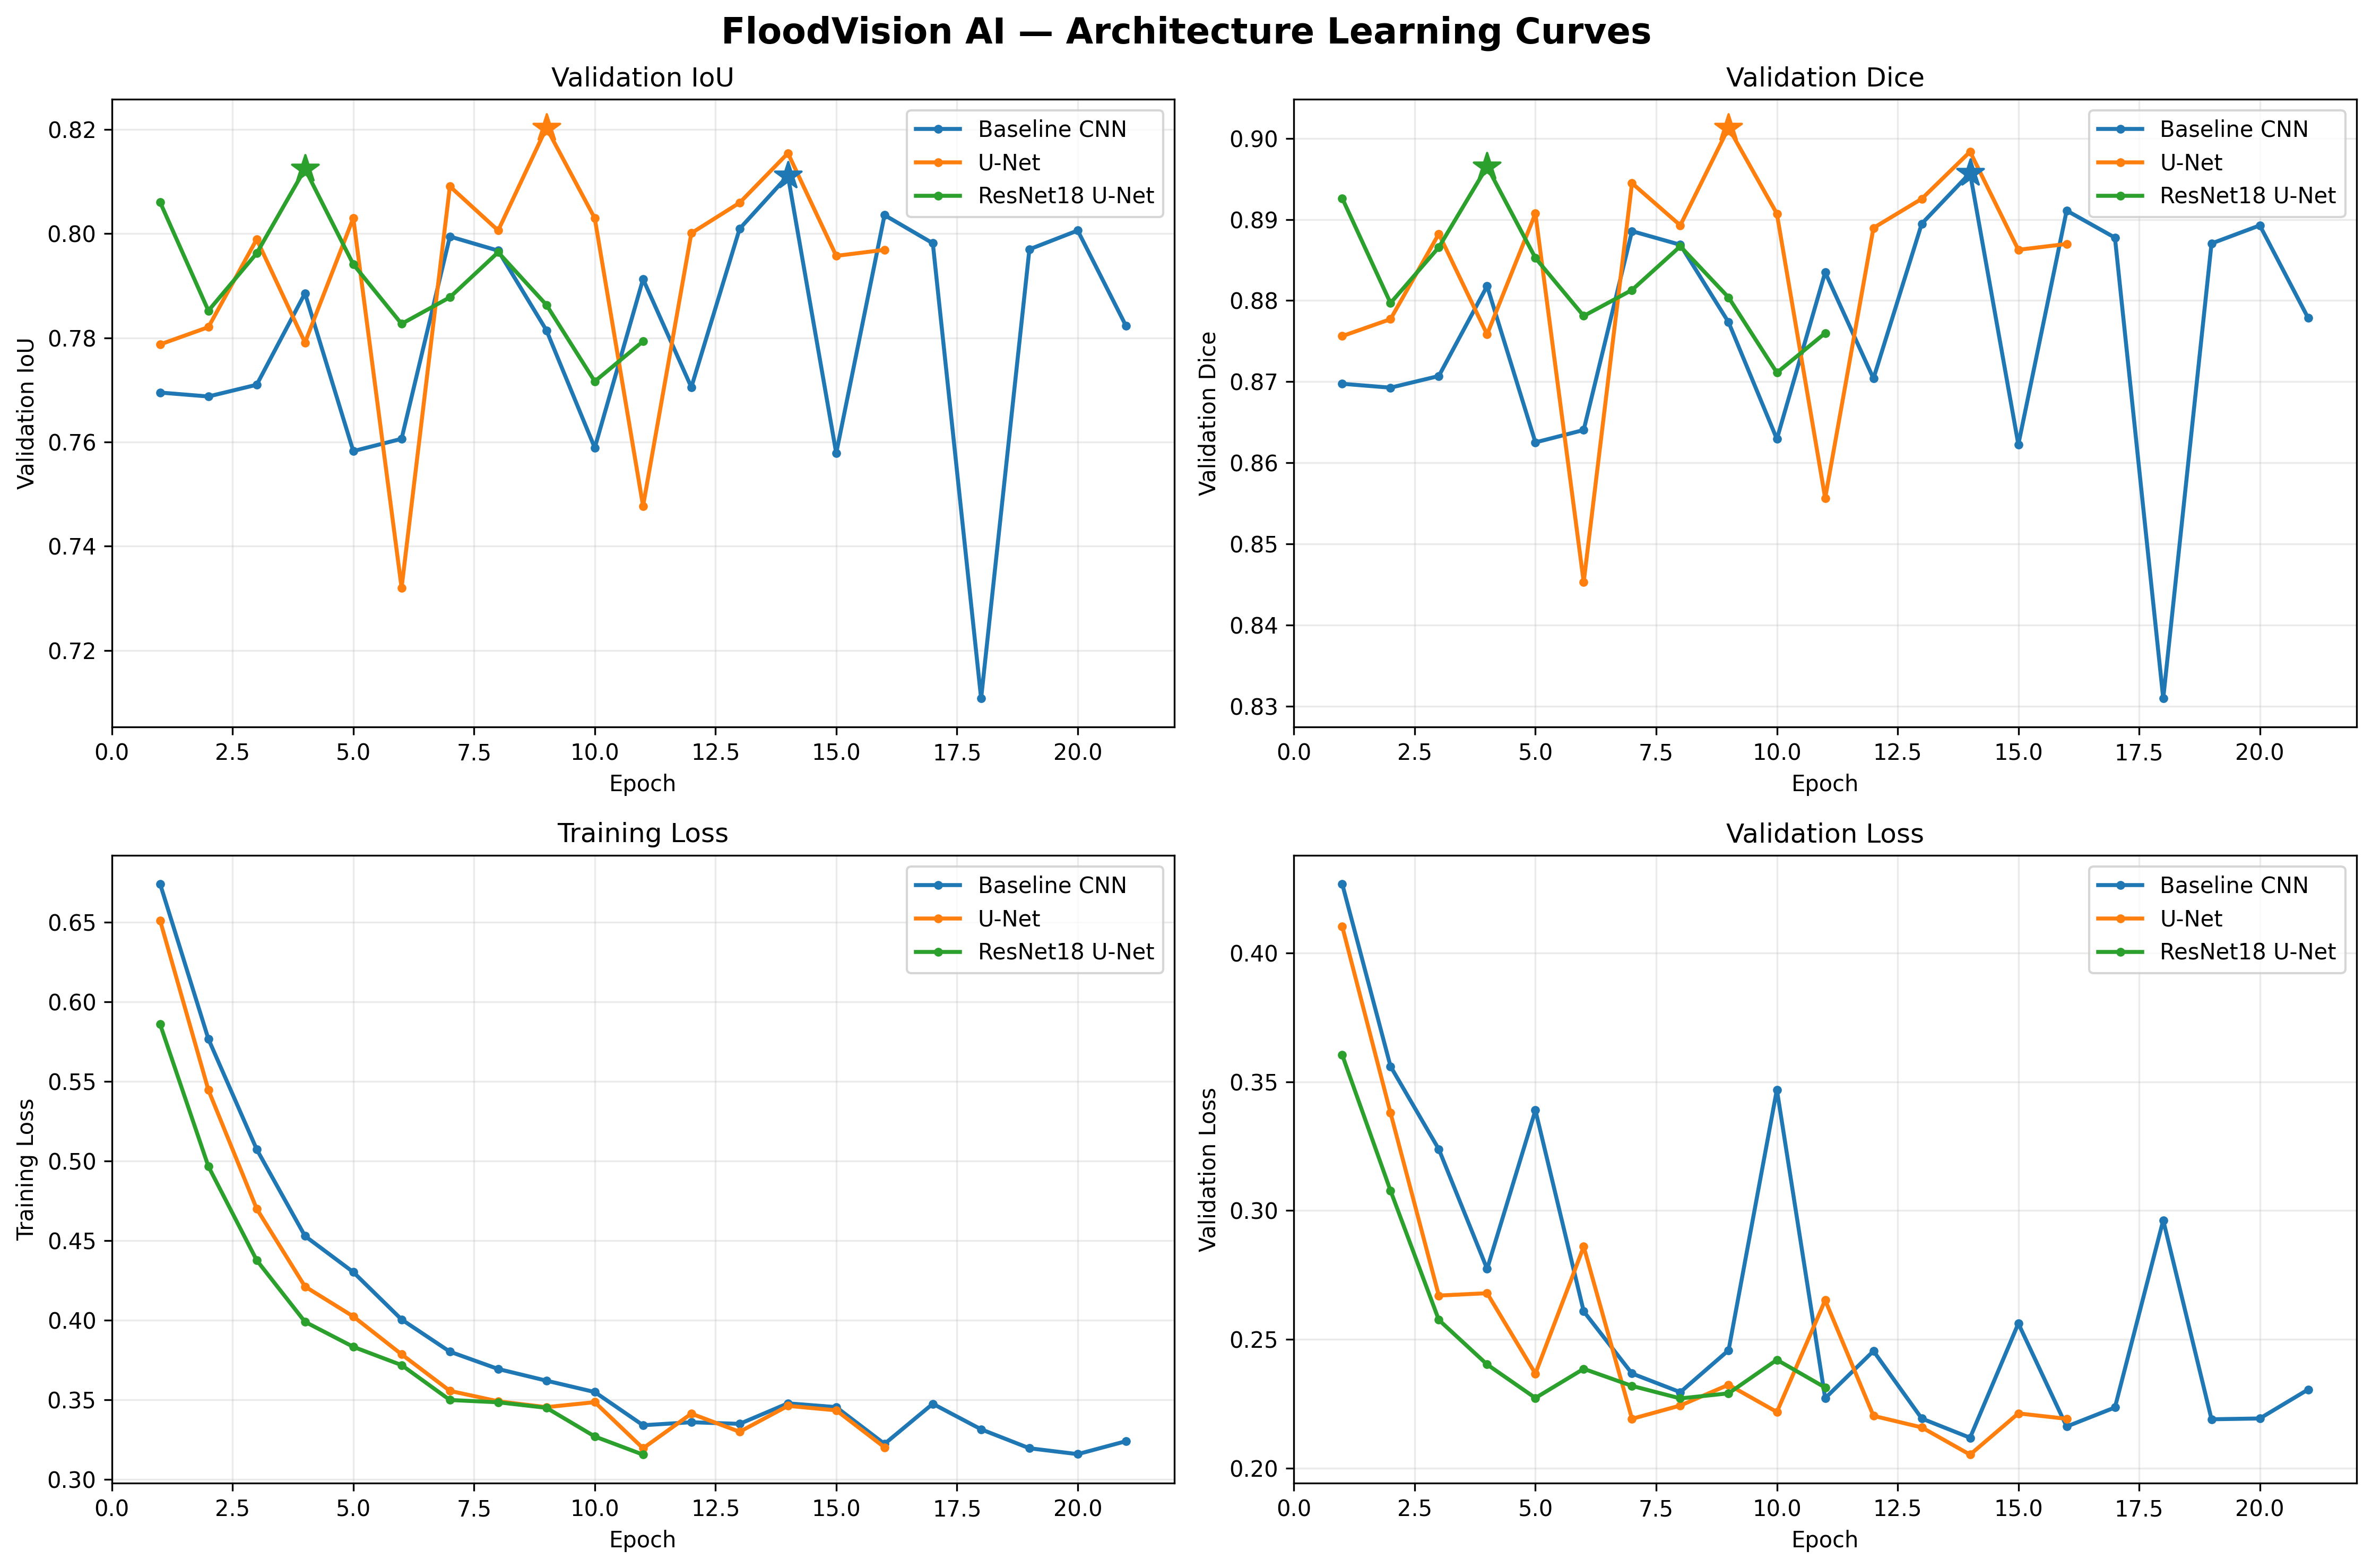 FloodVision AI — Architecture Learning Curves
Validation IoU
Validation IoU
0.82
0.80
0.78
0.76
0.74
0.72
Baseline CNN
U-Net
ResNet18 U-Net
0.0 2.5 5.0 7.5 10.0 12.5 15.0 17.5 20.0
Epoch
Validation Dice
Validation Dice
0.90
0.89
0.88
0.87
0.86
0.85
0.84
0.83
Baseline CNN
U-Net
ResNet18 U-Net
0.0 2.5 5.0 7.5 10.0 12.5 15.0 17.5 20.0
Epoch
Training Loss
Training Loss
0.65
0.60
0.55
0.50
0.45
0.40
0.35
0.30
Baseline CNN
U-Net
ResNet18 U-Net
0.0 2.5 5.0 7.5 10.0 12.5 15.0 17.5 20.0
Epoch
Validation Loss
Validation Loss
0.40
0.35
0.30
0.25
0.20
Baseline CNN
U-Net
ResNet18 U-Net
0.0 2.5 5.0 7.5 10.0 12.5 15.0 17.5 20.0
Epoch